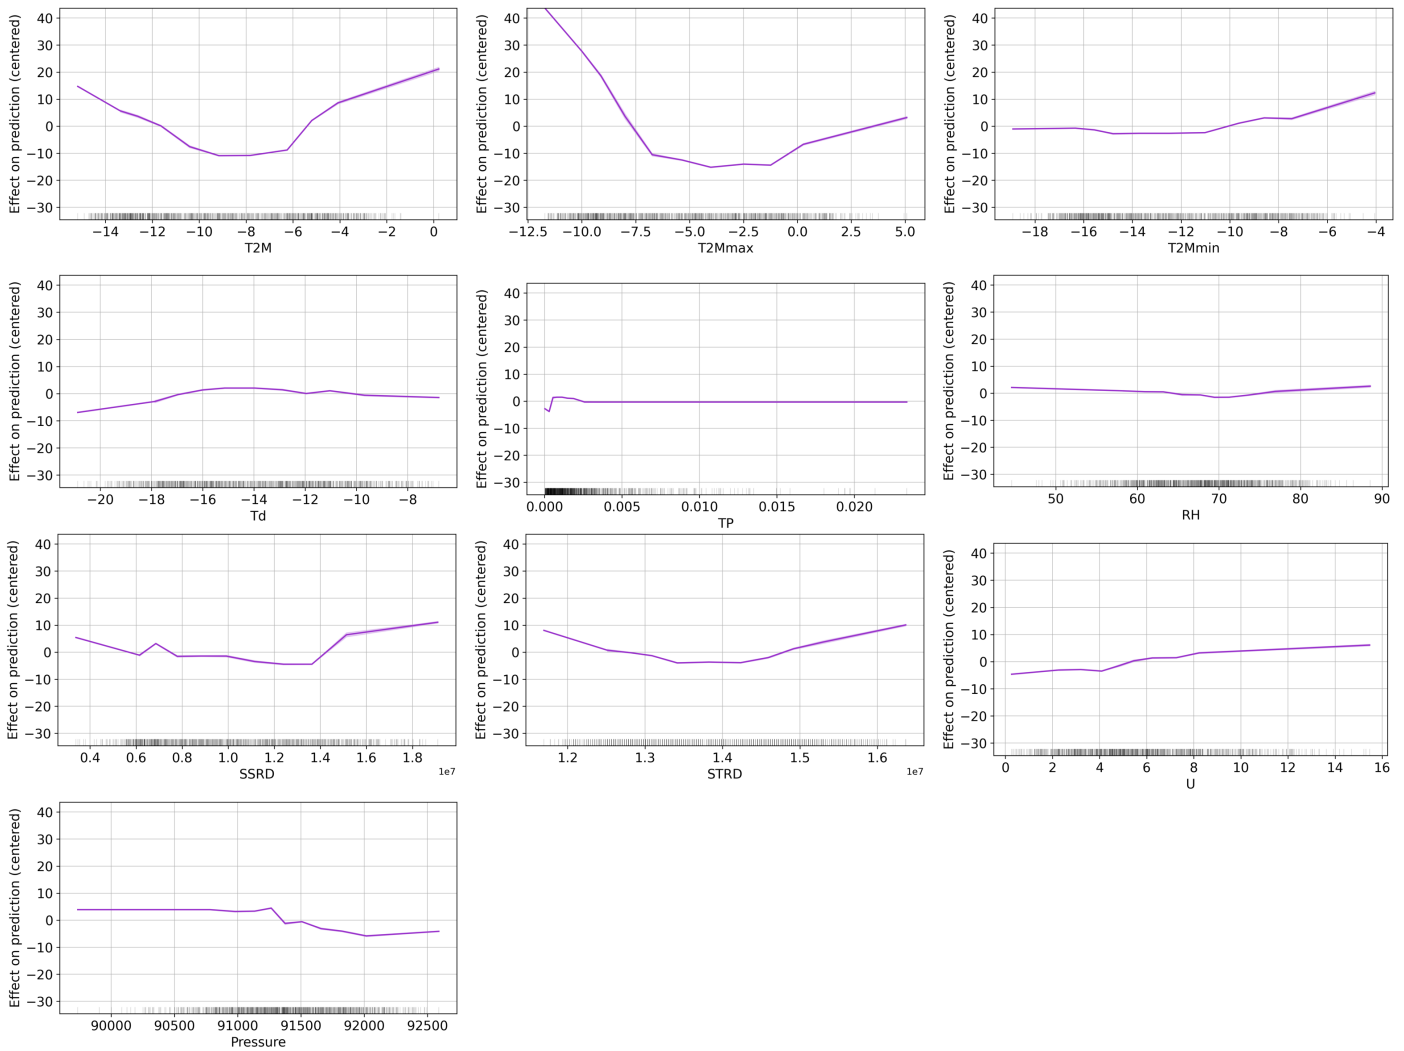 40
30
20
10
0
−10
−20
−30
Effect on prediction (centered)
−14 −12 −10 −8 −6 −4 −2 0
T2M
40
30
20
10
0
−10
−20
−30
Effect on prediction (centered)
−12.5 −10.0 −7.5 −5.0 −2.5 0.0 2.5 5.0
T2Mmax
40
30
20
10
0
−10
−20
−30
Effect on prediction (centered)
−18 −16 −14 −12 −10 −8 −6 −4
T2Mmin
40
30
20
10
0
−10
−20
−30
Effect on prediction (centered)
−20 −18 −16 −14 −12 −10 −8
Td
40
30
20
10
0
−10
−20
−30
Effect on prediction (centered)
0.000 0.005 0.010 0.015 0.020
TP
40
30
20
10
0
−10
−20
−30
Effect on prediction (centered)
50 60 70 80 90
RH
40
30
20
10
0
−10
−20
−30
Effect on prediction (centered)
0.4 0.6 0.8 1.0 1.2 1.4 1.6 1.8
SSRD 1e7
40
30
20
10
0
−10
−20
−30
Effect on prediction (centered)
1.2 1.3 1.4 1.5 1.6
STRD 1e7
40
30
20
10
0
−10
−20
−30
Effect on prediction (centered)
0 2 4 6 8 10 12 14 16
U
40
30
20
10
0
−10
−20
−30
Effect on prediction (centered)
90000 90500 91000 91500 92000 92500
Pressure